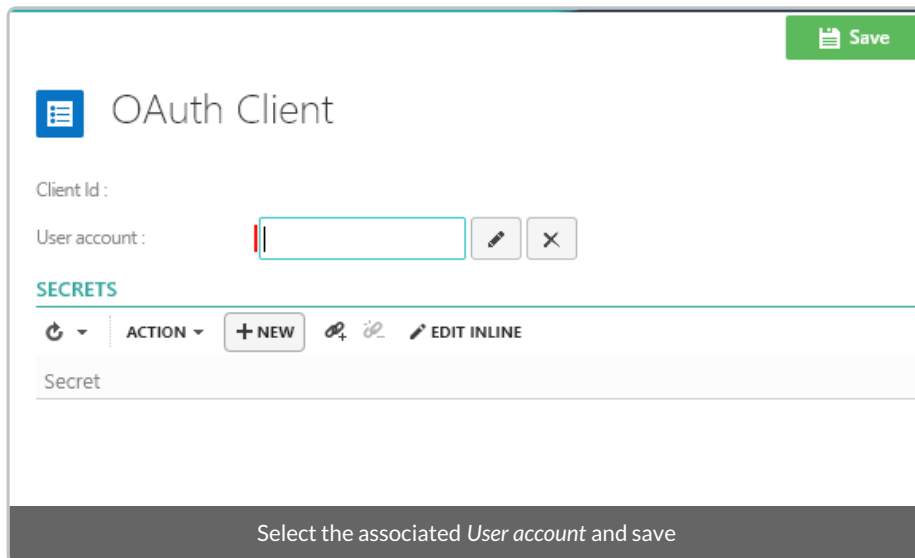 Save
OAuth Client
Client Id :
User account :
SECRETS
ACTION NEW EDIT INLINE
Secret
Select the associated User account and save